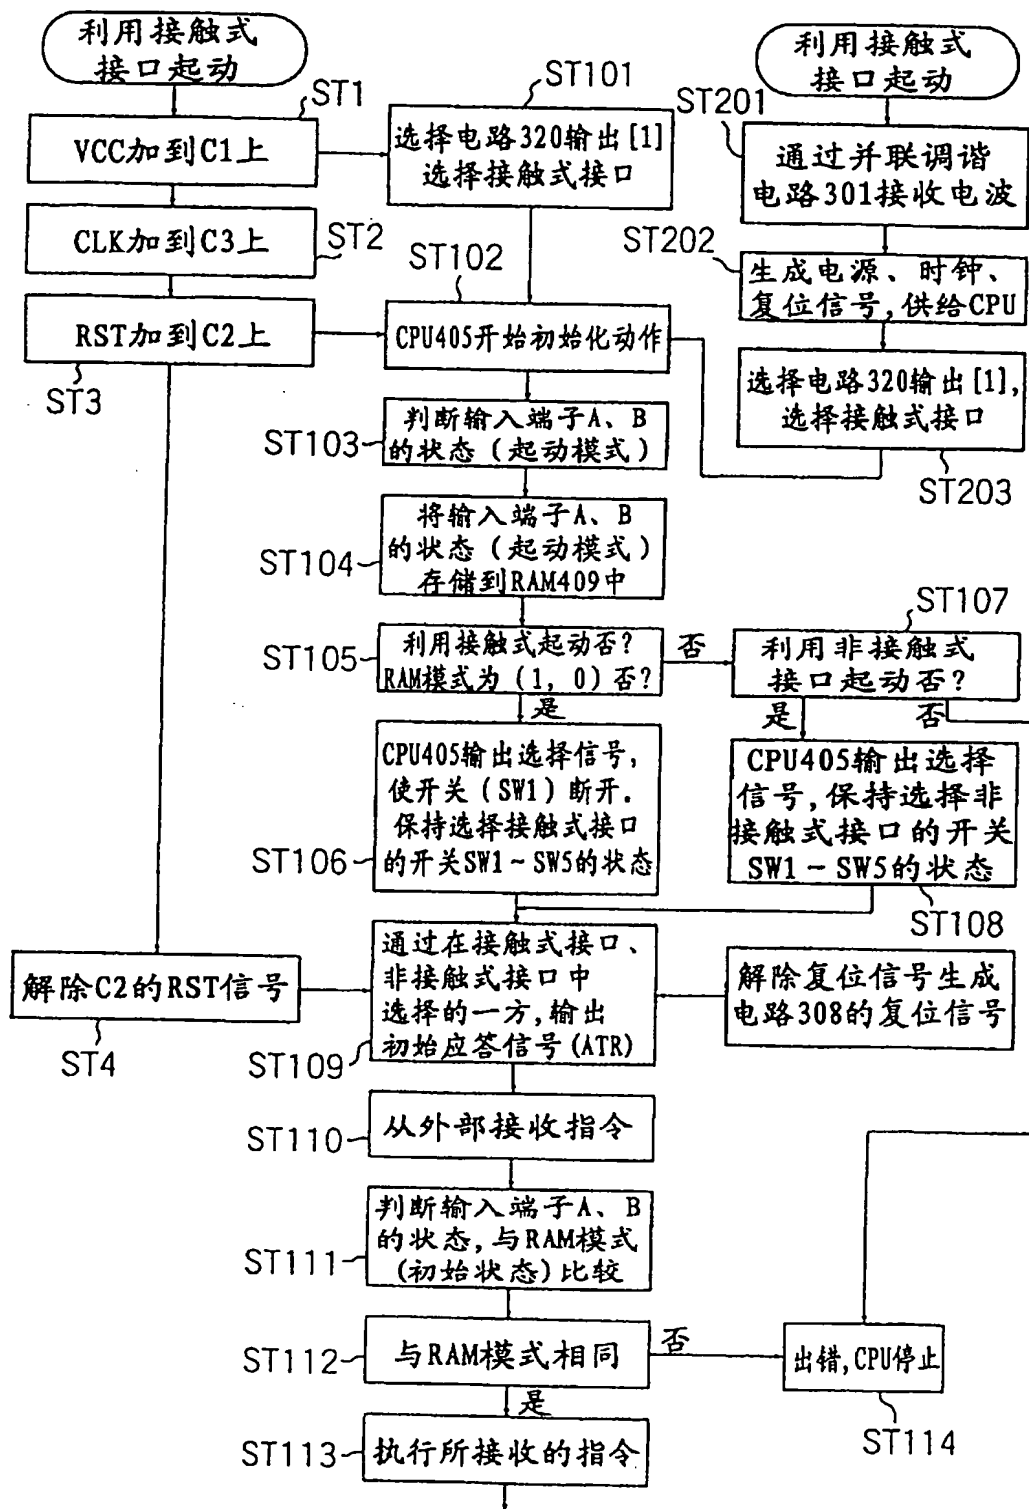 利用接触式
接口起动
ST1
VCC加到C1上
ST2
CLK加到C3上
RST加到C2上
ST3
ST101
选择电路320输出[1]
选择接触式接口
ST102
CPU405开始初始化动作
利用接触式
接口起动
ST201
通过并联调谐
电路301接收电波
ST202
生成电源、时钟、
复位信号,供给CPU
选择电路320输出[1],
选择接触式接口
ST203
ST103
判断输入端子A、B
的状态(起动模式)
ST104
将输入端子A、B
的状态(起动模式)
存储到RAM409中
ST105
利用接触式起动否?
RAM模式为(1, 0)否?
否
是
ST107
利用非接触式
接口起动否?
是
否
CPU405输出选择信号,
使开关(SW1)断开.
保持选择接触式接口
的开关SW1~SW5的状态
ST106
CPU405输出选择
信号,保持选择非
接触式接口的开关
SW1-SW5的状态
ST108
解除C2的RST信号
ST4
通过在接触式接口、
非接触式接口中
选择的一方,输出
初始应答信号(ATR)
ST109
解除复位信号生成
电路308的复位信号
ST110
从外部接收指令
判断输入端子A、B
的状态,与RAM模式
(初始状态)比较
ST111
ST112
与RAM模式相同
否
是
出错,CPU停止
ST114
ST113
执行所接收的指令